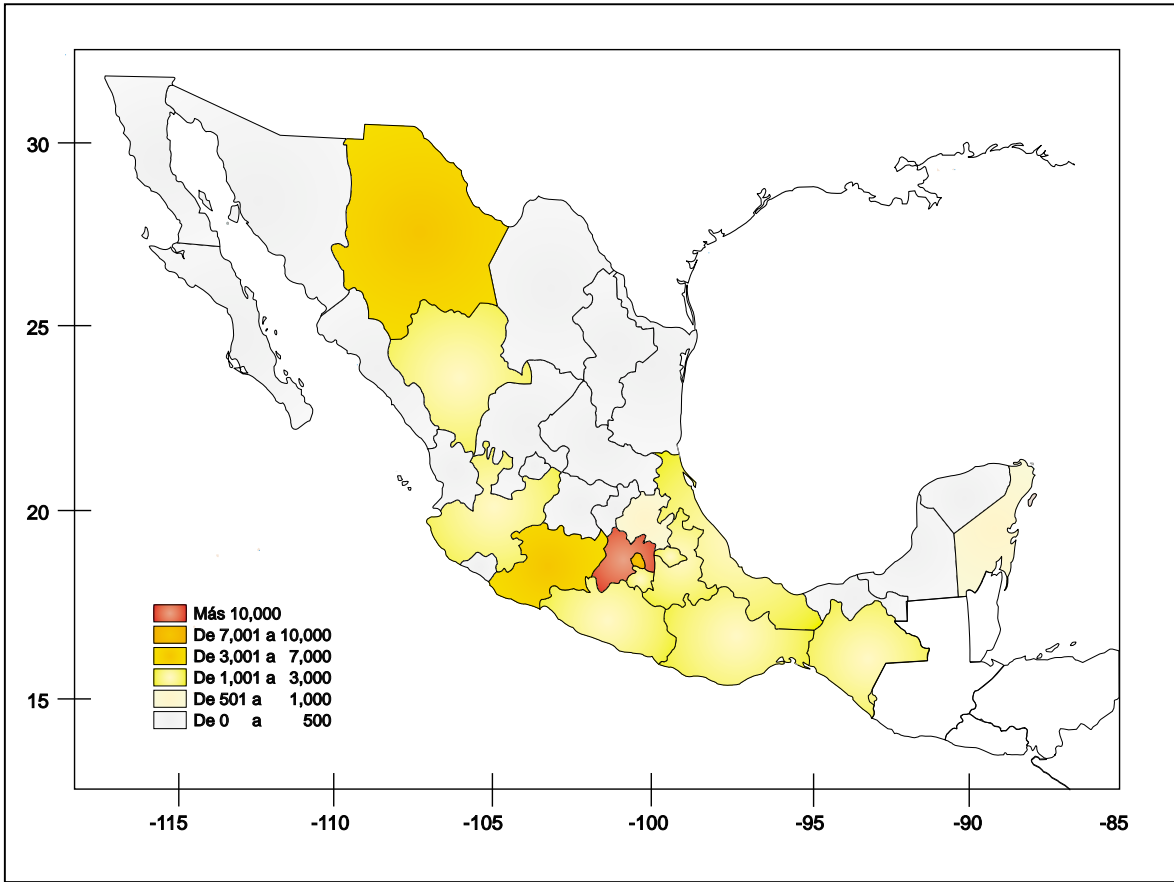 30
25
20
15
Más 10,000
De 7,001 a 10,000
De 3,001 a 7,000
De 1,001 a 3,000
De 501 a 1,000
De 0 a 500
-115 -110 -105 -100 -95 -90 -85